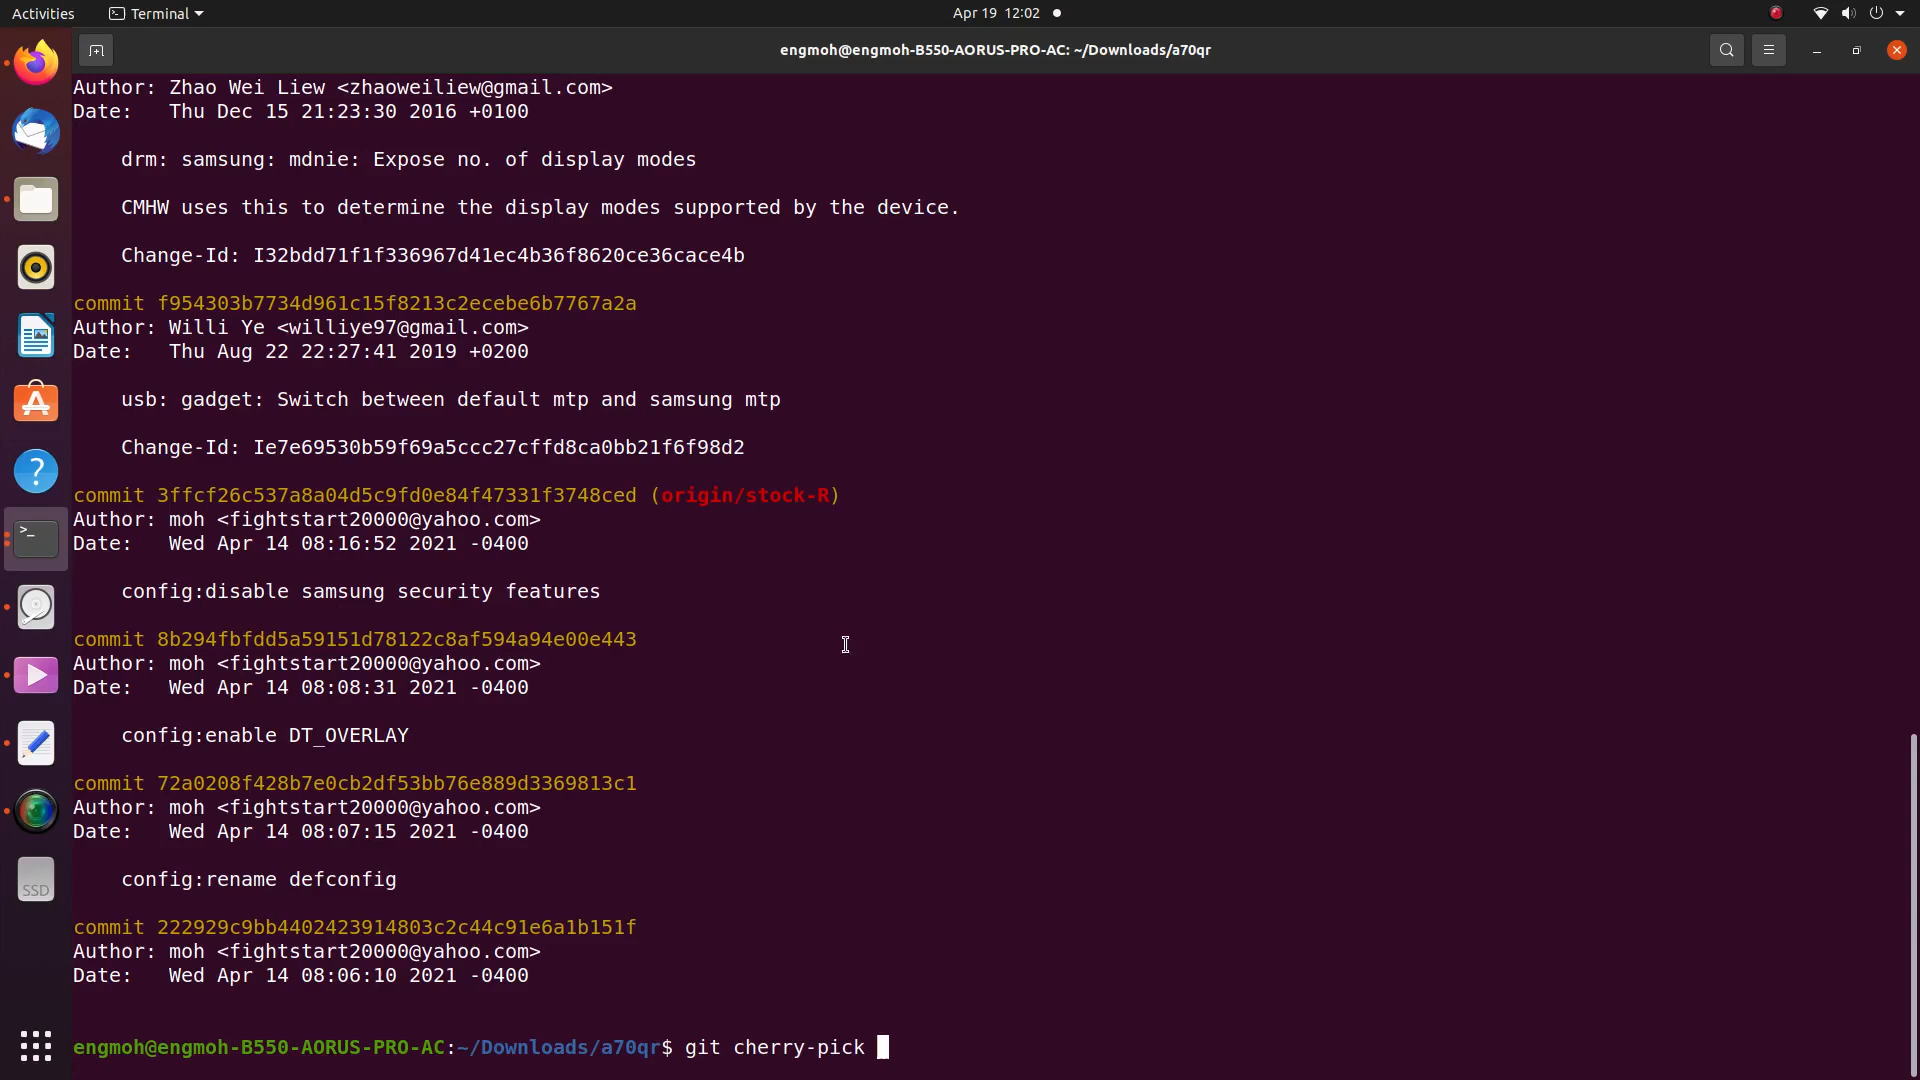 Activities
Terminal
Apr 19 12:02
engmoh@engmoh-B550-AORUS-PRO-AC: ~/Downloads/a70qr
Author: Zhao Wei Liew <zhaoweiliew@gmail.com>
Date:   Thu Dec 15 21:23:30 2016 +0100
drm: samsung: mdnie: Expose no. of display modes
CMHW uses this to determine the display modes supported by the device.
Change-Id: I32bdd71f1f336967d41ec4b36f8620ce36cace4b
commit f954303b7734d961c15f8213c2ecebe6b7767a2a
Author: Willi Ye <williye97@gmail.com>
Date:   Thu Aug 22 22:27:41 2019 +0200
usb: gadget: Switch between default mtp and samsung mtp
Change-Id: Ie7e69530b59f69a5ccc27cffd8ca0bb21f6f98d2
commit 3ffcf26c537a8a04d5c9fd0e84f47331f3748ced (origin/stock-R)
Author: moh <fightstart20000@yahoo.com>
Date:   Wed Apr 14 08:16:52 2021 -0400
config:disable samsung security features
commit 8b294fbfdd5a59151d78122c8af594a94e00e443
Author: moh <fightstart20000@yahoo.com>
Date:   Wed Apr 14 08:08:31 2021 -0400
config:enable DT_OVERLAY
commit 72a0208f428b7e0cb2df53bb76e889d3369813c1
Author: moh <fightstart20000@yahoo.com>
Date:   Wed Apr 14 08:07:15 2021 -0400
config:rename defconfig
commit 222929c9bb4402423914803c2c44c91e6a1b151f
Author: moh <fightstart20000@yahoo.com>
Date:   Wed Apr 14 08:06:10 2021 -0400
SSD
engmoh@engmoh-B550-AORUS-PRO-AC:~/Downloads/a70qr$ git cherry-pick